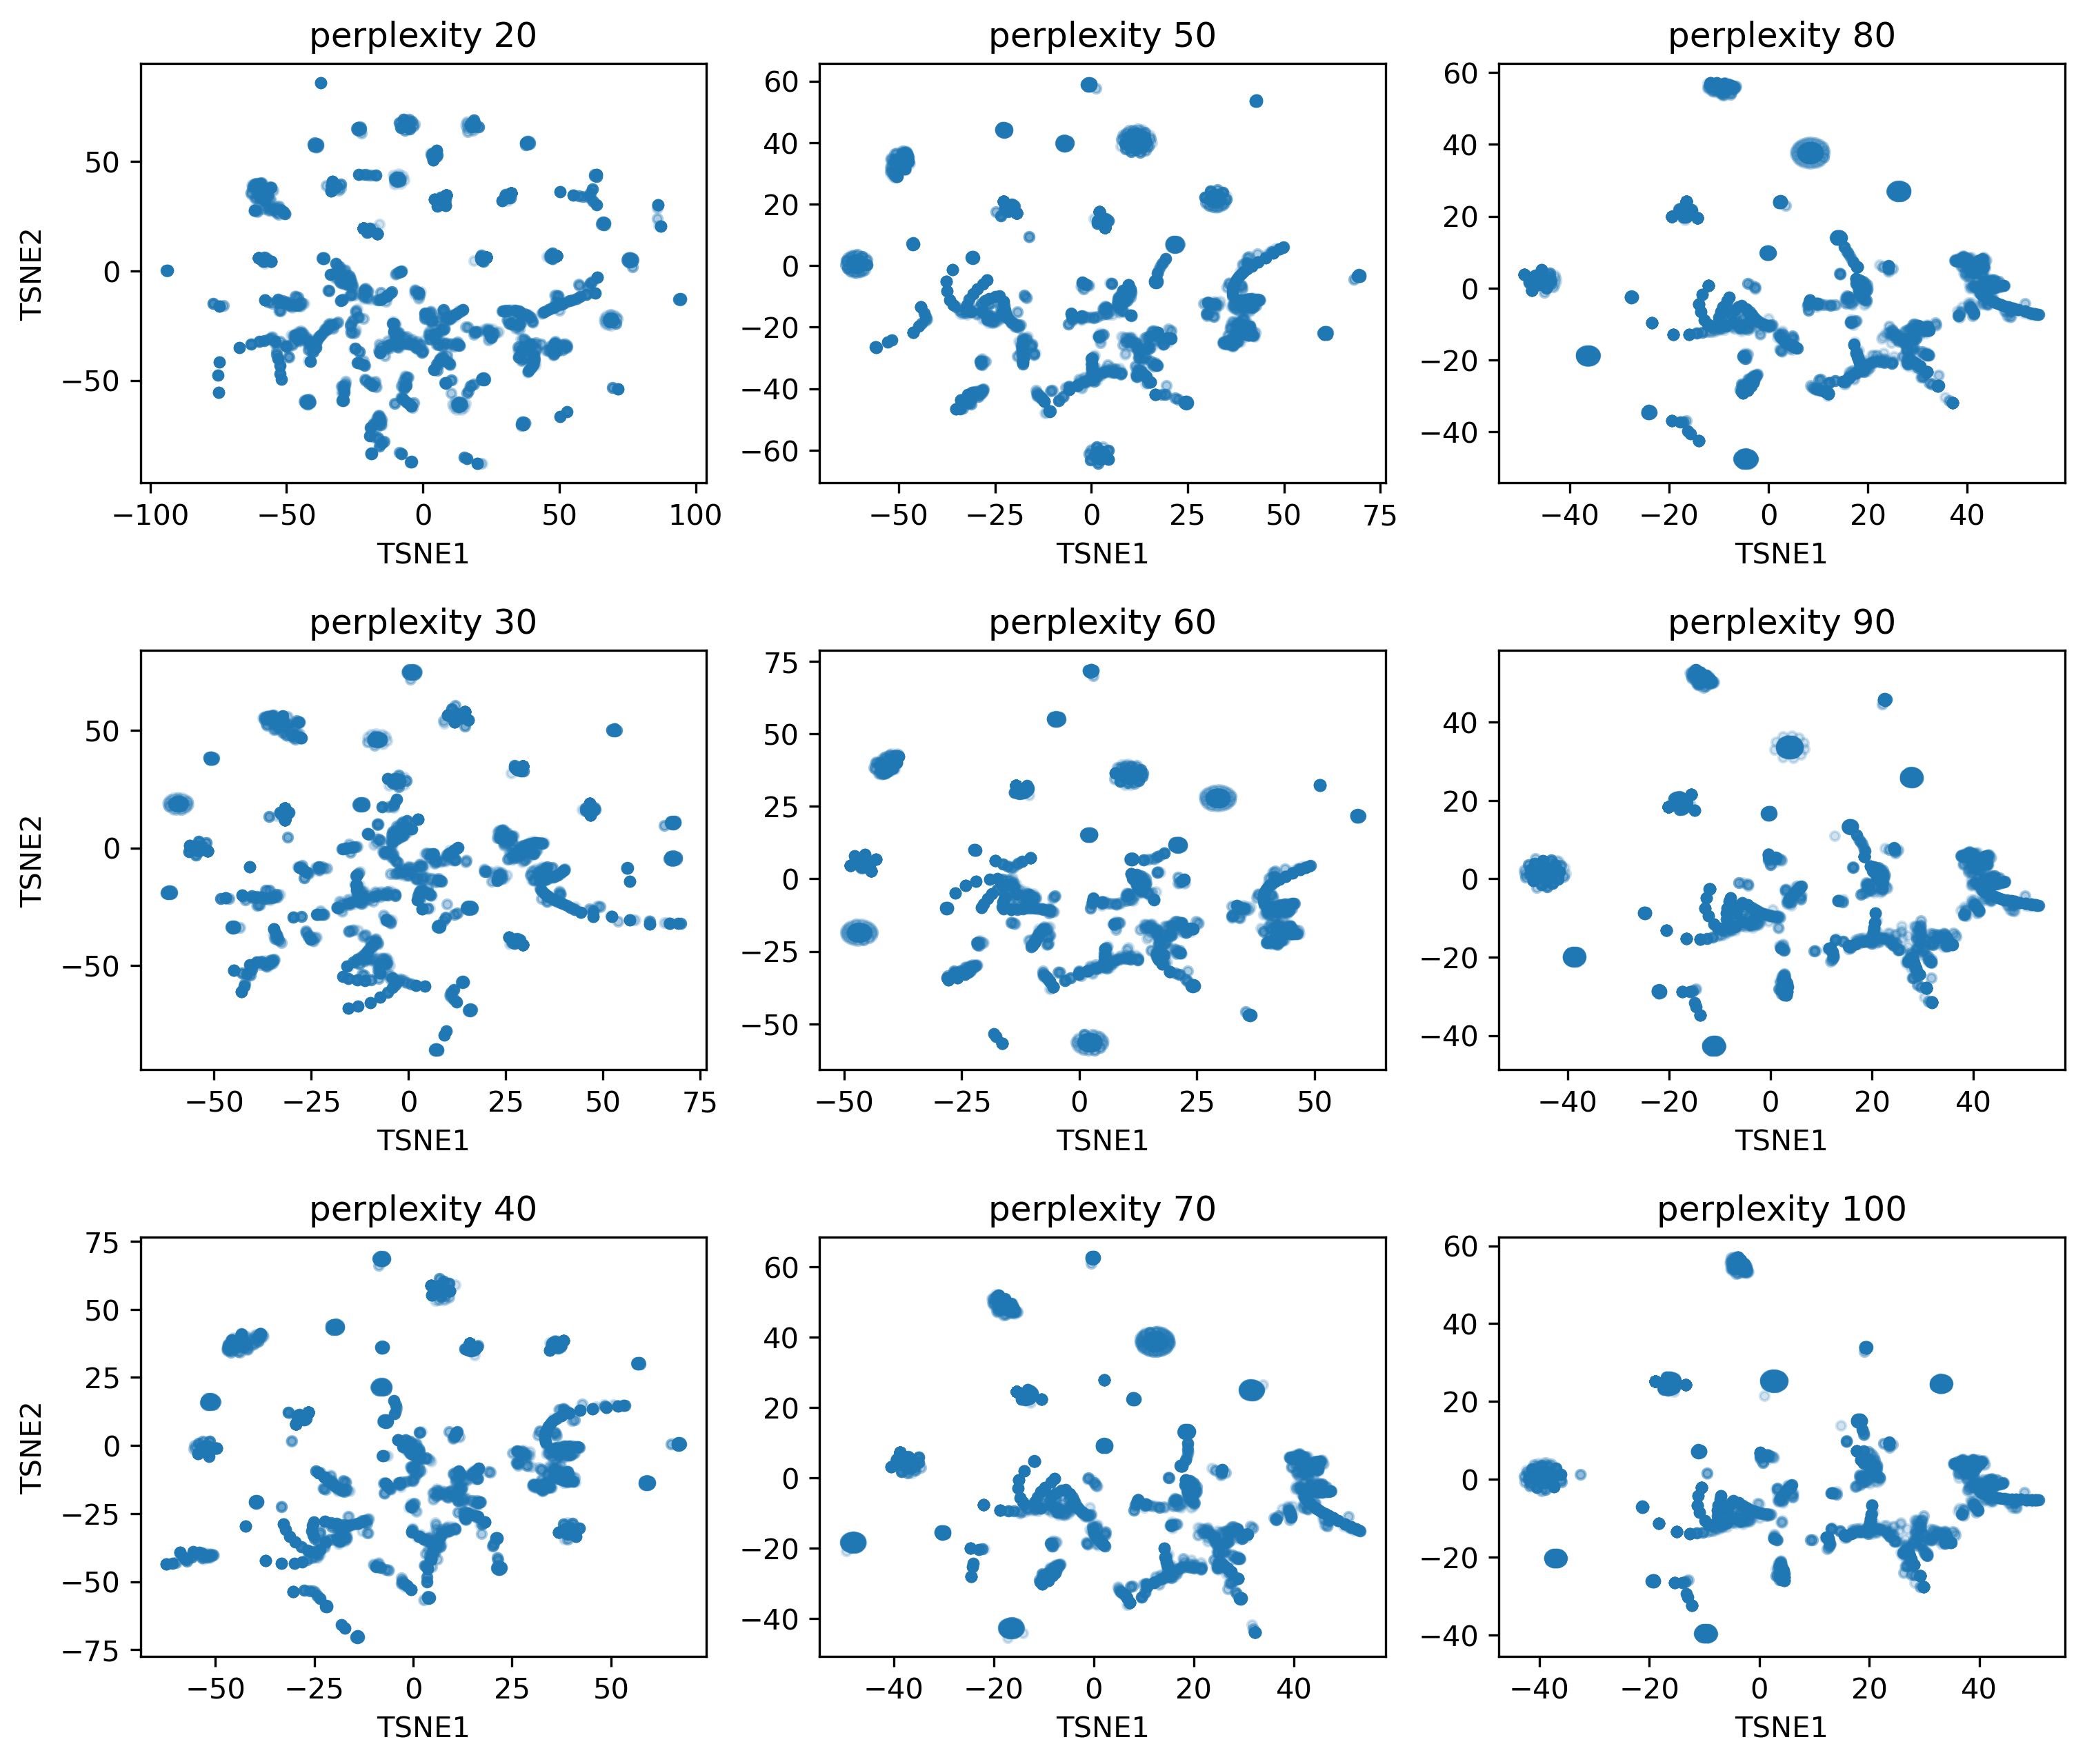 perplexity 20 perplexity 50 perplexity 80
60 60
50 40 40
20 20
TSNE2 0 0 0
−20 −20
−50 −40 −40
−60
−100 −50 0 50 100 −50 −25 0 25 50 75 −40 −20 0 20 40
TSNE1 TSNE1 TSNE1
perplexity 30 perplexity 60 perplexity 90
75
50 50 40
25 20
TSNE2 0 0 0
−25 −20
−50 −50 −40
−50 −25 0 25 50 75 −50 −25 0 25 50 −40 −20 0 20 40
TSNE1 TSNE1 TSNE1
perplexity 40 perplexity 70 perplexity 100
75 60 60
50 40 40
25 20 20
TSNE2 0 0 0
−25 −20 −20
−50 −40 −40
−75
−50 −25 0 25 50 −40 −20 0 20 40 −40 −20 0 20 40
TSNE1 TSNE1 TSNE1